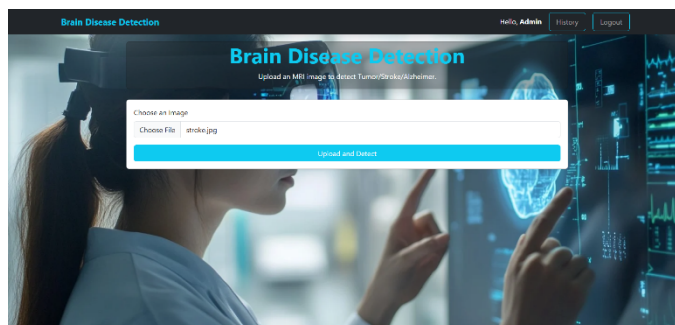 Brain Disease Detection
Hello, Admin History Logout
Brain Disease Detection
Upload an MRI image to detect Tumor/Stroke/Alzheimer.
Choose an Image
Choose File stroke.jpg
Upload and Detect